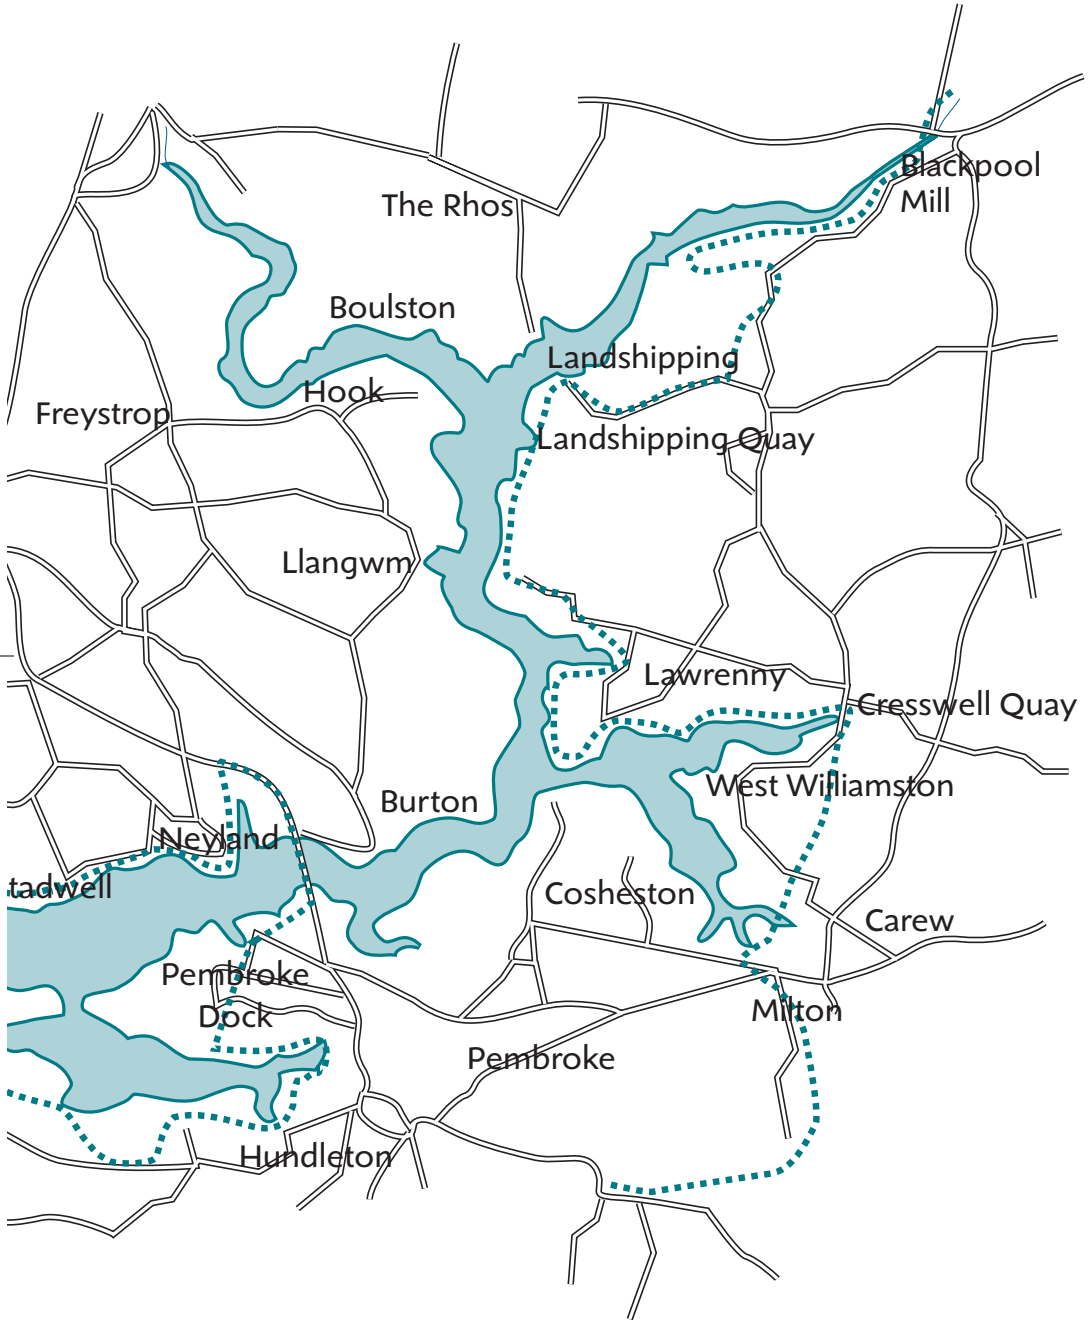 Blackpool
Mill
The Rhos
Boulston
Landshipping
Hook
Freystrop
Landshipping Quay
Llangwm
Lawrenny
Cresswell Quay
West Williamston
Burton
Neyland
tadwell
Cosheston
Carew
Pembroke
Dock
Milton
Pembroke
Hundleton